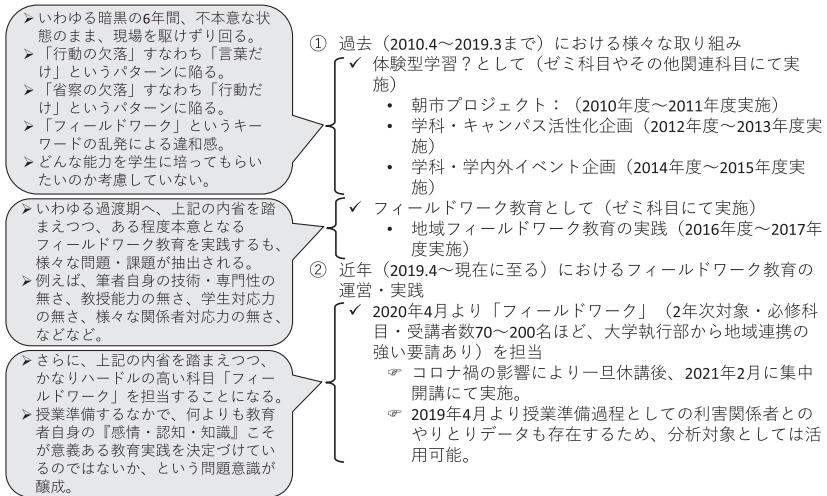 ➢ いわゆる暗黒の6年間、不本意な状
態のまま、現場を駆けずり回る。
➢ 「行動の欠落」すなわち「言葉だ
け」というパターンに陥る。
➢ 「省察の欠落」すなわち「行動だ
け」というパターンに陥る。
➢ 「フィールドワーク」というキー
ワードの乱発による違和感。
➢ どんな能力を学生に培ってもらい
たいのか考慮していない。
➢ いわゆる過渡期へ、上記の内省を踏
まえつつ、ある程度本意となる
フィールドワーク教育を実践するも、
様々な問題・課題が抽出される。
➢ 例えば、筆者自身の技術・専門性の
無さ、教授能力の無さ、学生対応力
の無さ、様々な関係者対応力の無さ、
などなど。
➢ さらに、上記の内省を踏まえつつ、
かなりハードルの高い科目「フィー
ルドワーク」を担当することになる。
➢ 授業準備するなかで、何よりも教育
者自身の『感情・認知・知識』こそ
が意義ある教育実践を決定づけてい
るのではないか、という問題意識が
醸成。
① 過去（2010.4～2019.3まで）における様々な取り組み
✓ 体験型学習？として（ゼミ科目やその他関連科目にて実
施）
• 朝市プロジェクト：（2010年度～2011年度実施）
• 学科・キャンパス活性化企画（2012年度～2013年度実
施）
• 学科・学内外イベント企画（2014年度～2015年度実
施）
✓ フィールドワーク教育として（ゼミ科目にて実施）
• 地域フィールドワーク教育の実践（2016年度～2017年
度実施）
② 近年（2019.4～現在に至る）におけるフィールドワーク教育の
運営・実践
✓ 2020年4月より「フィールドワーク」（2年次対象・必修科
目・受講者数70～200名ほど、大学執行部から地域連携の
強い要請あり）を担当
☞ コロナ禍の影響により一旦休講後、2021年2月に集中
開講にて実施。
☞ 2019年4月より授業準備過程としての利害関係者との
やりとりデータも存在するため、分析対象としては活
用可能。